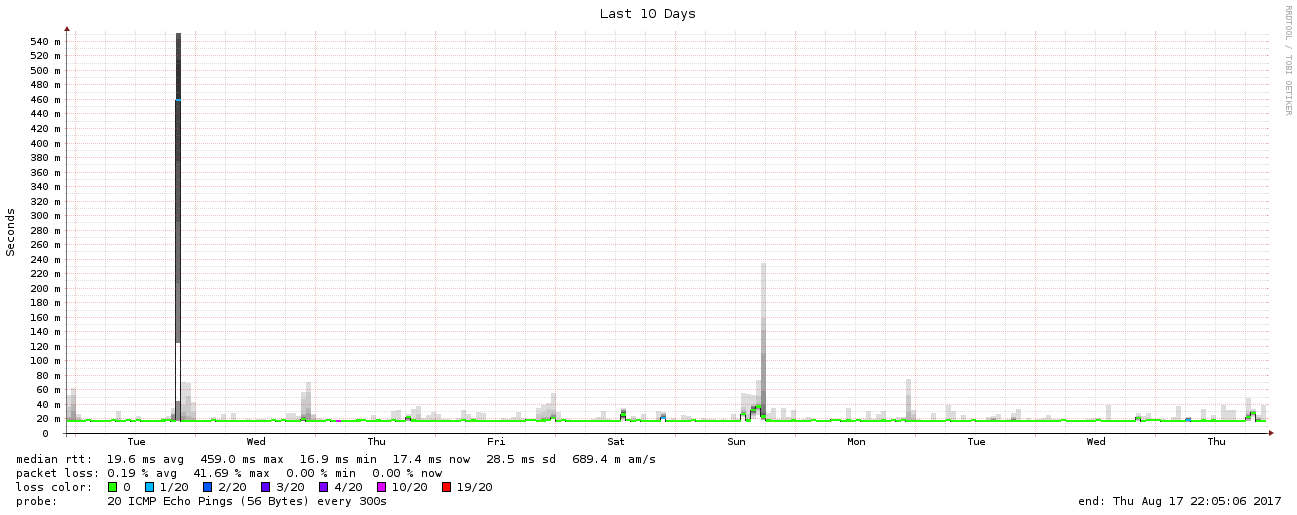 Last 10 Days
RRDTOOL / TOBI OETIKER
Seconds
540 m
520 m
500 m
480 m
460 m
440 m
420 m
400 m
380 m
360 m
340 m
320 m
300 m
280 m
260 m
240 m
220 m
200 m
180 m
160 m
140 m
120 m
100 m
80 m
60 m
40 m
20 m
0
Tue Wed Thu Fri Sat Sun Mon Tue Wed Thu
median rtt: 19.6 ms avg 459.0 ms max 16.9 ms min 17.4 ms now 28.5 ms sd 689.4 m am/s
packet loss: 0.19 % avg 41.69 % max 0.00 % min 0.00 % now
loss color: 0 1/20 2/20 3/20 4/20 10/20 19/20
probe: 20 ICMP Echo Pings (56 Bytes) every 300s end: Thu Aug 17 22:05:06 2017